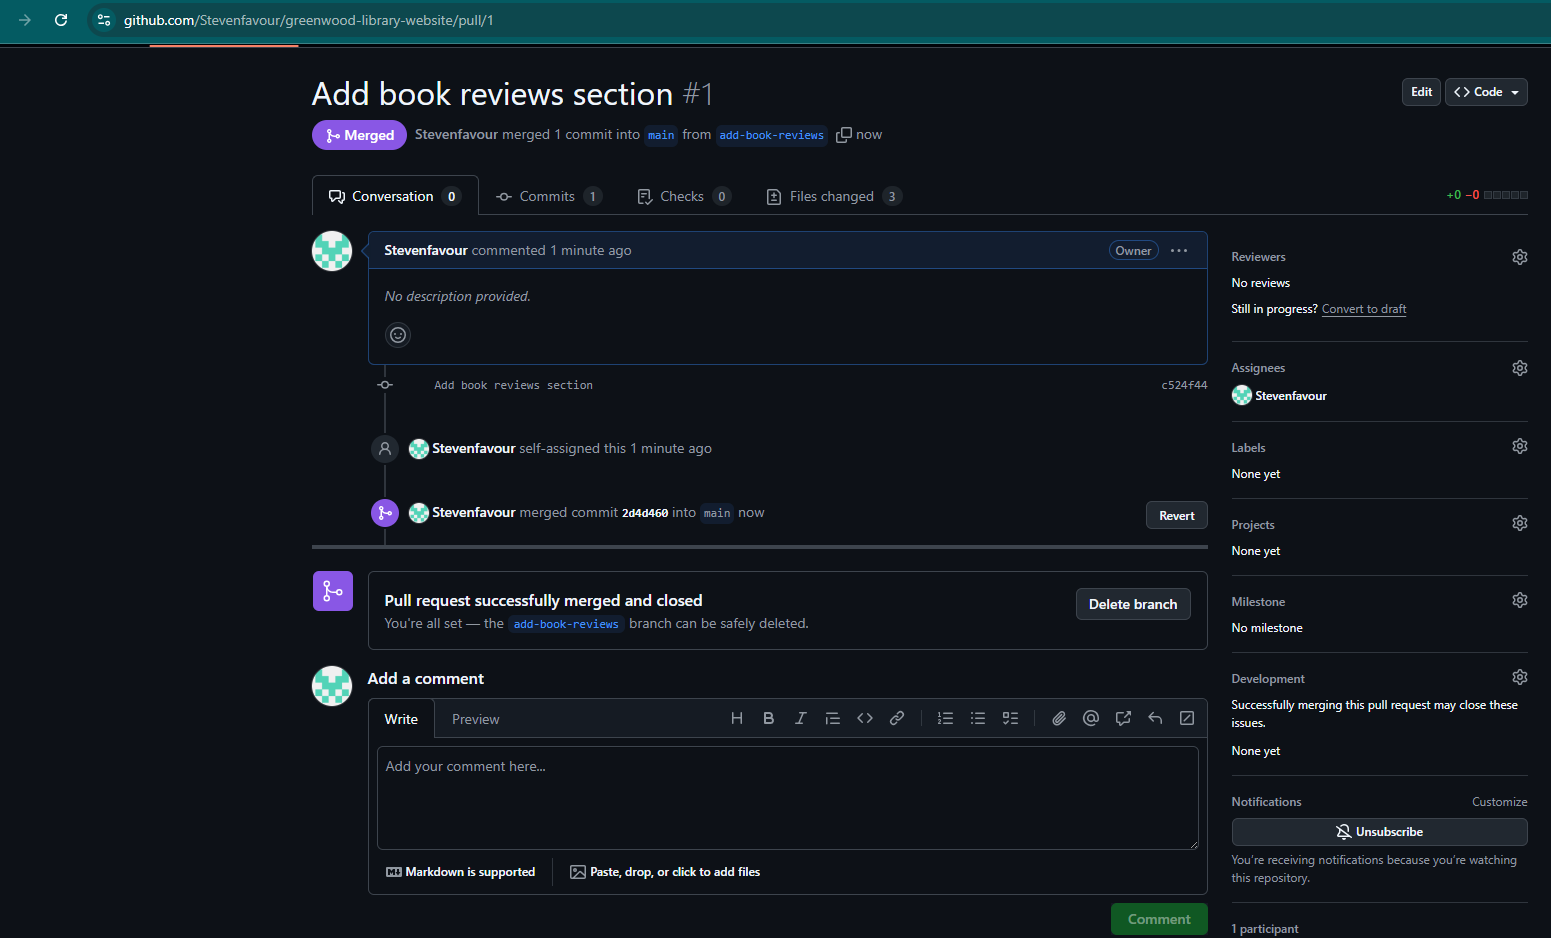 github.com/Stevenfavour/greenwood-library-website/pull/1
Add book reviews section #1
Edit
Code
Merged
Stevenfavour merged 1 commit into main from add-book-reviews now
Conversation 0
Commits 1
Checks 0
Files changed 3
+0 −0
Stevenfavour commented 1 minute ago
Owner
No description provided.
Add book reviews section
c524f44
Stevenfavour self-assigned this 1 minute ago
Stevenfavour merged commit 2d4d460 into main now
Revert
Pull request successfully merged and closed
You're all set — the add-book-reviews branch can be safely deleted.
Delete branch
Add a comment
Write
Preview
Add your comment here...
Markdown is supported
Paste, drop, or click to add files
Comment
Reviewers
No reviews
Still in progress? Convert to draft
Assignees
Stevenfavour
Labels
None yet
Projects
None yet
Milestone
No milestone
Development
Successfully merging this pull request may close these
issues.
None yet
Notifications
Customize
Unsubscribe
You're receiving notifications because you're watching
this repository.
1 participant